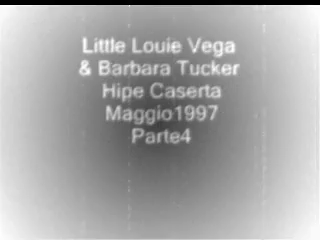 Little Louie Vega
& Barbara Tucker
Hipe Caserta
Maggio1997
Parte4